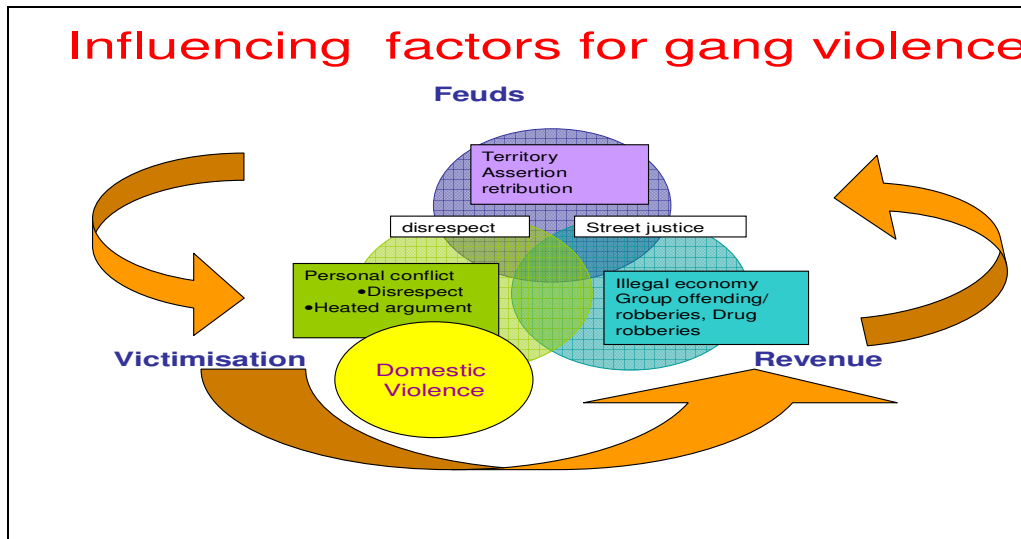 Influencing factors for gang violence
Feuds
Territory
Assertion
retribution
disrespect
Street justice
Personal conflict
•Disrespect
•Heated argument
Illegal economy
Group offending/
robberies, Drug
robberies
Victimisation
Revenue
Domestic
Violence